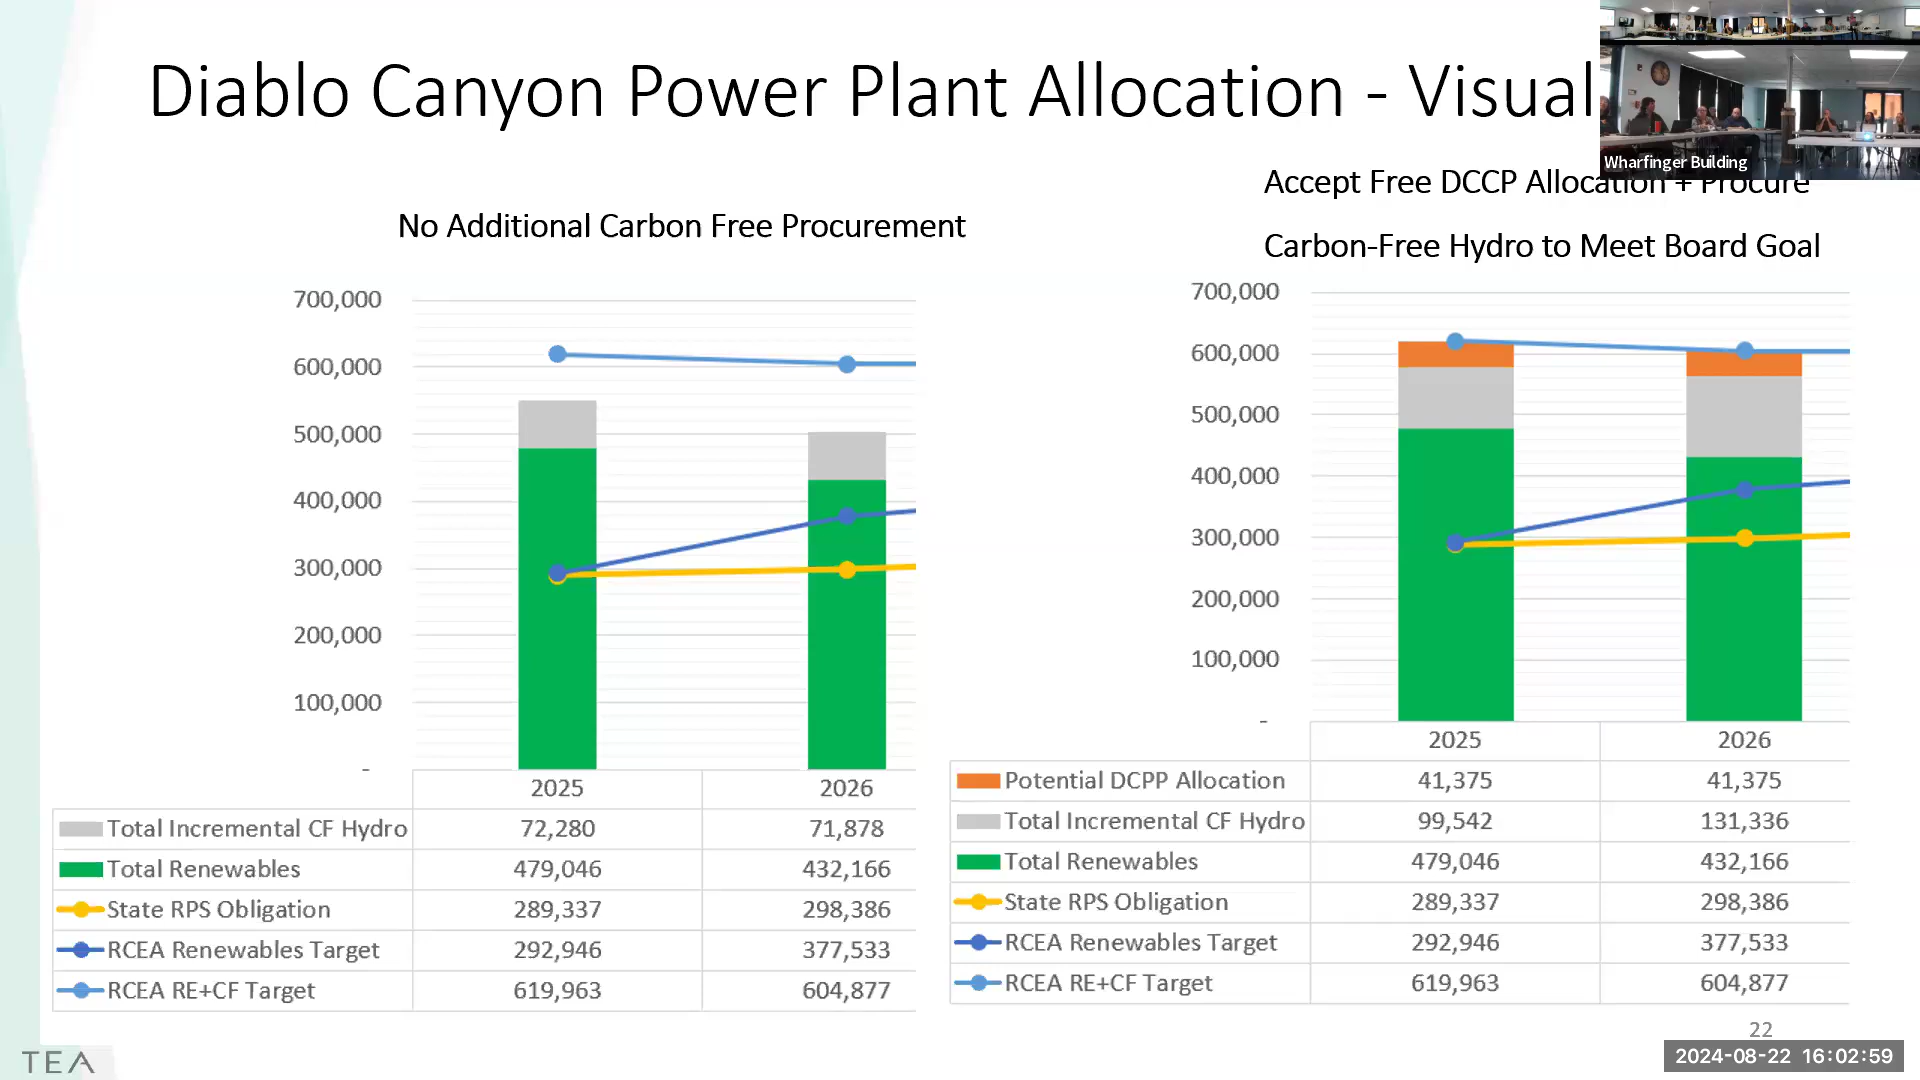 Diablo Canyon Power Plant Allocation - Visual
Wharfinger Building
No Additional Carbon Free Procurement
700,000
600,000
500,000
400,000
300,000
200,000
100,000
-
2025 2026
Total Incremental CF Hydro 72,280 71,878
Total Renewables 479,046 432,166
State RPS Obligation 289,337 298,386
RCEA Renewables Target 292,946 377,533
RCEA RE+CF Target 619,963 604,877
Accept Free DCCP Allocation + Procure
Carbon-Free Hydro to Meet Board Goal
700,000
600,000
500,000
400,000
300,000
200,000
100,000
-
2025 2026
Potential DCPP Allocation 41,375 41,375
Total Incremental CF Hydro 99,542 131,336
Total Renewables 479,046 432,166
State RPS Obligation 289,337 298,386
RCEA Renewables Target 292,946 377,533
RCEA RE+CF Target 619,963 604,877
22
TEA
2024-08-22 16:02:59